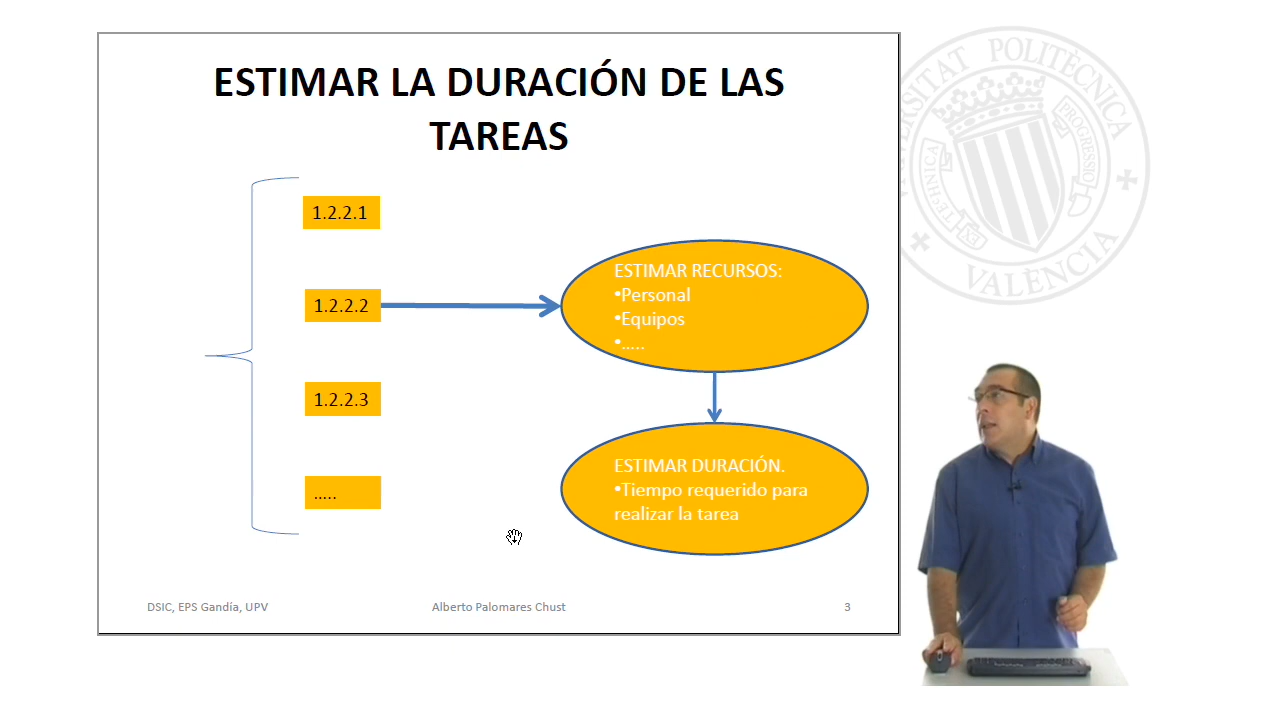 ESTIMAR LA DURACIÓN DE LAS
TAREAS
1.2.2.1
1.2.2.2
1.2.2.3
.....
ESTIMAR RECURSOS:
•Personal
•Equipos
•.....
ESTIMAR DURACIÓN.
•Tiempo requerido para
realizar la tarea
DSIC, EPS Gandía, UPV
Alberto Palomares Chust
3
UNIVERSITAT POLITÈCNICA
VALÈNCIA
EX TECHNICA
PROGRESSIO